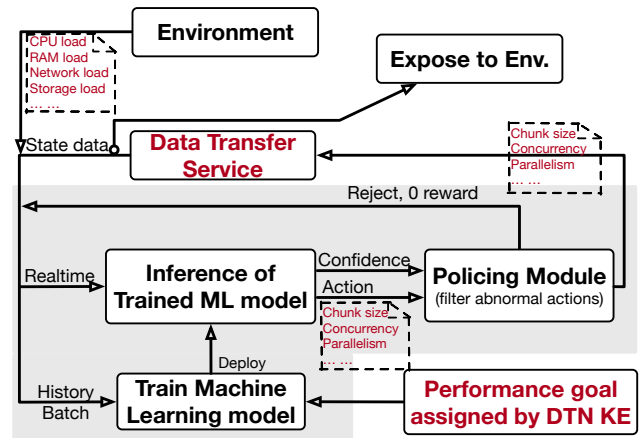 Environment
CPU load
RAM load
Network load
Storage load
... ...
Expose to Env.
State data
Data Transfer
Service
Chunk size
Concurrency
Parallelism
... ...
Reject, 0 reward
Realtime
Inference of
Trained ML model
Confidence
Action
Policing Module
(filter abnormal actions)
Chunk size
Concurrency
Parallelism
... ...
Deploy
History
Batch
Train Machine
Learning model
Performance goal
assigned by DTN KE